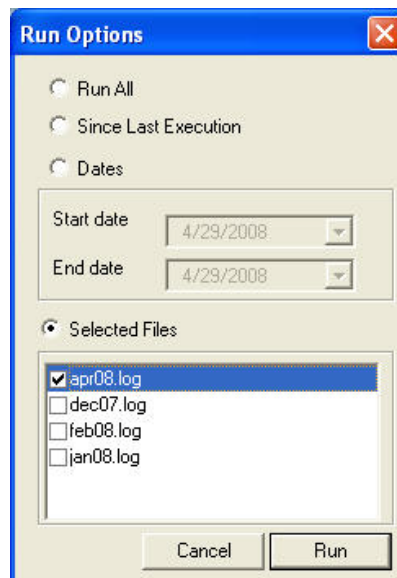 Run Options
Run All
Since Last Execution
Dates
Start date 4/29/2008
End date 4/29/2008
Selected Files
apr08.log
dec07.log
feb08.log
jan08.log
Cancel Run